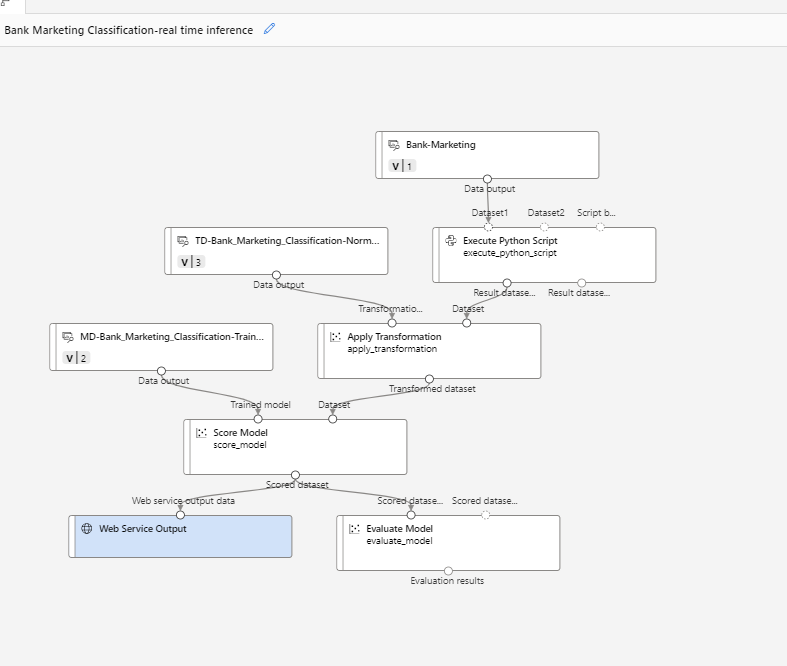 Bank Marketing Classification-real time inference
Bank-Marketing
V 1
Data output
Dataset1 Dataset2 Script b...
TD-Bank_Marketing_Classification-Norm...
V 3
Execute Python Script
execute_python_script
Data output
Result datase... Result datase...
Transformatio... Dataset
MD-Bank_Marketing_Classification-Train...
V 2
Apply Transformation
apply_transformation
Data output
Transformed dataset
Trained model Dataset
Score Model
score_model
Scored dataset
Web service output data Scored datase... Scored datase...
Web Service Output
Evaluate Model
evaluate_model
Evaluation results